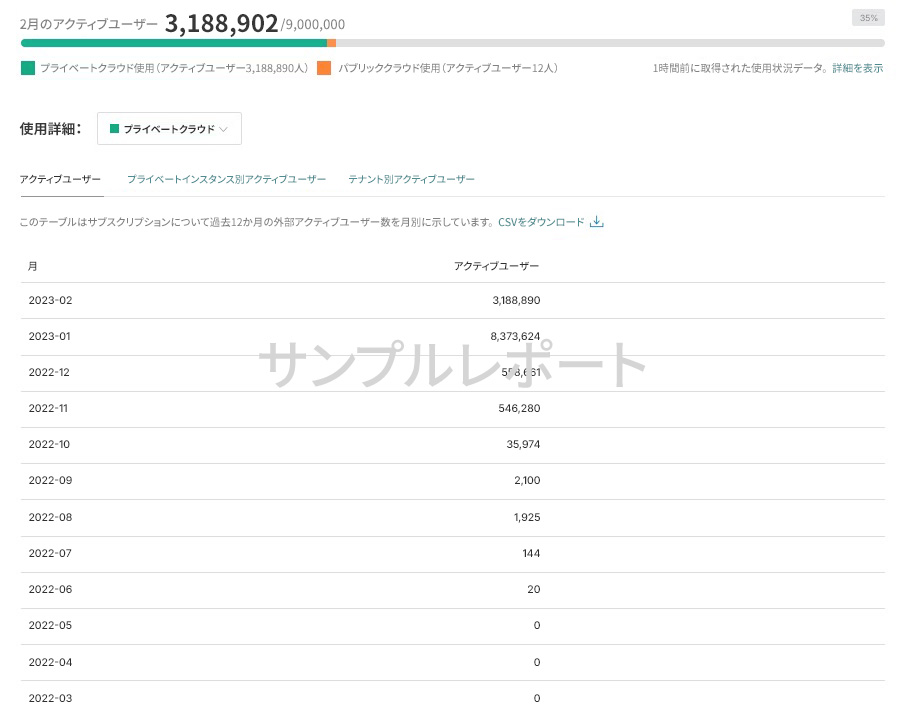 2月のアクティブユーザー 3,188,902/9,000,000
35%
プライベートクラウド使用（アクティブユーザー3,188,890人） パブリッククラウド使用（アクティブユーザー12人） 1時間前に取得された使用状況データ。 詳細を表示
使用詳細： プライベートクラウド
アクティブユーザー プライベートインスタンス別アクティブユーザー テナント別アクティブユーザー
このテーブルはサブスクリプションについて過去12か月の外部アクティブユーザー数を月別に示しています。 CSVをダウンロード
月 アクティブユーザー
2023-02 3,188,890
2023-01 8,373,624
サンプルレポート
2022-12
2022-11 546,280
2022-10 35,974
2022-09 2,100
2022-08 1,925
2022-07 144
2022-06 20
2022-05 0
2022-04 0
2022-03 0